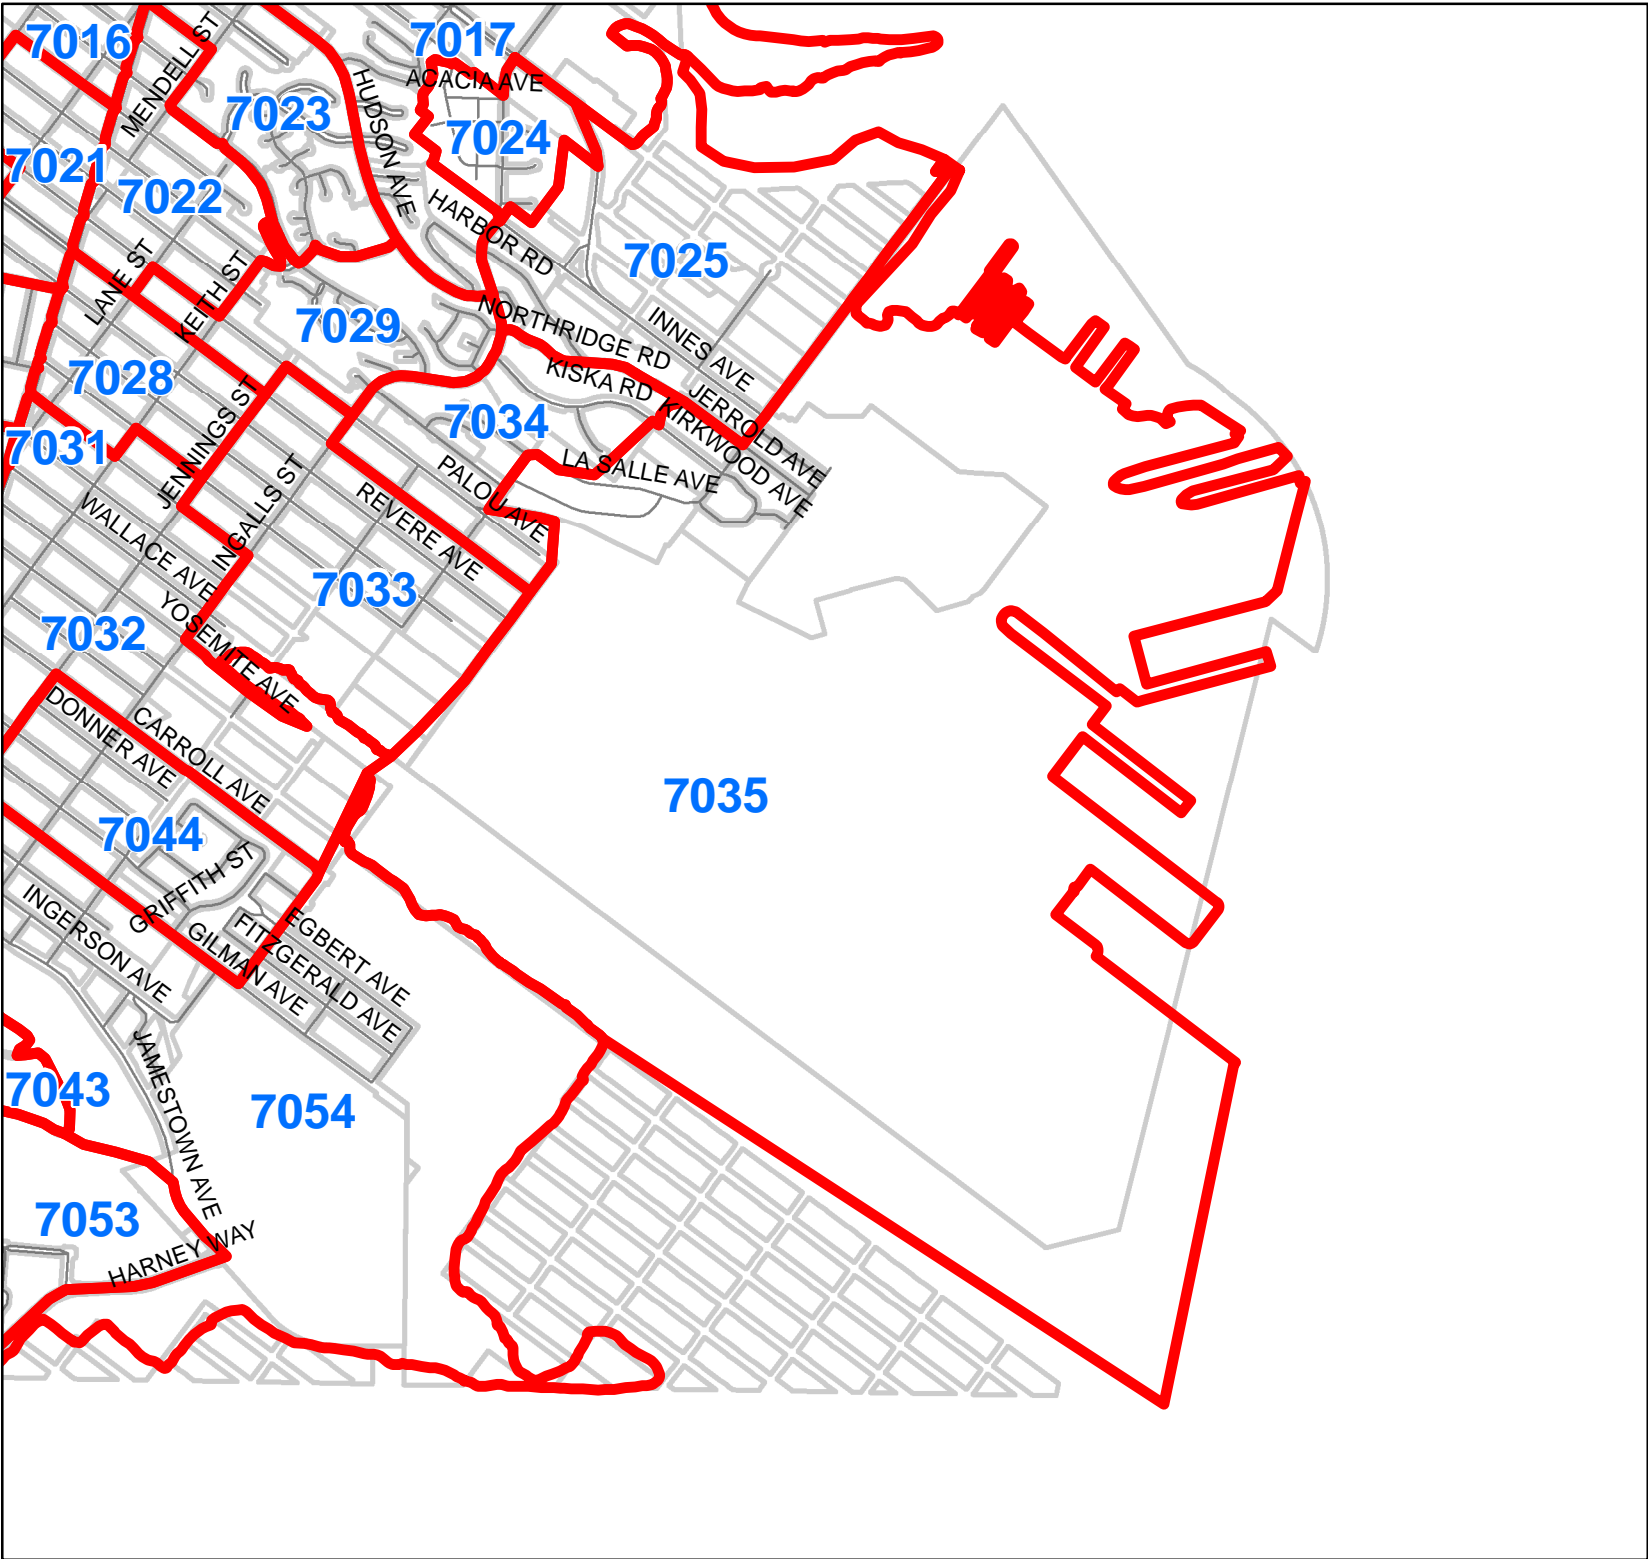 7016
MENDELL ST
7017
ACACIA AVE
7023
HUDSON AVE
7024
7021
7022
HARBOR RD
7025
LANE ST
KEITH ST
7029
NORTHRIDGE RD
INNES AVE
KISKA RD
JERROLD AVE
7028
KIRKWOOD AVE
7034
7031
JENNINGS ST
LA SALLE AVE
PALOU AVE
INGALLS ST
REVERE AVE
WALLACE AVE
7033
YOSEMITE AVE
7032
DONNER AVE
CARROLL AVE
7035
7044
GRIFFITH ST
INGERSON AVE
EGBERT AVE
FITZGERALD AVE
GILMAN AVE
JAMESTOWN AVE
7043
7054
7053
HARNEY WAY